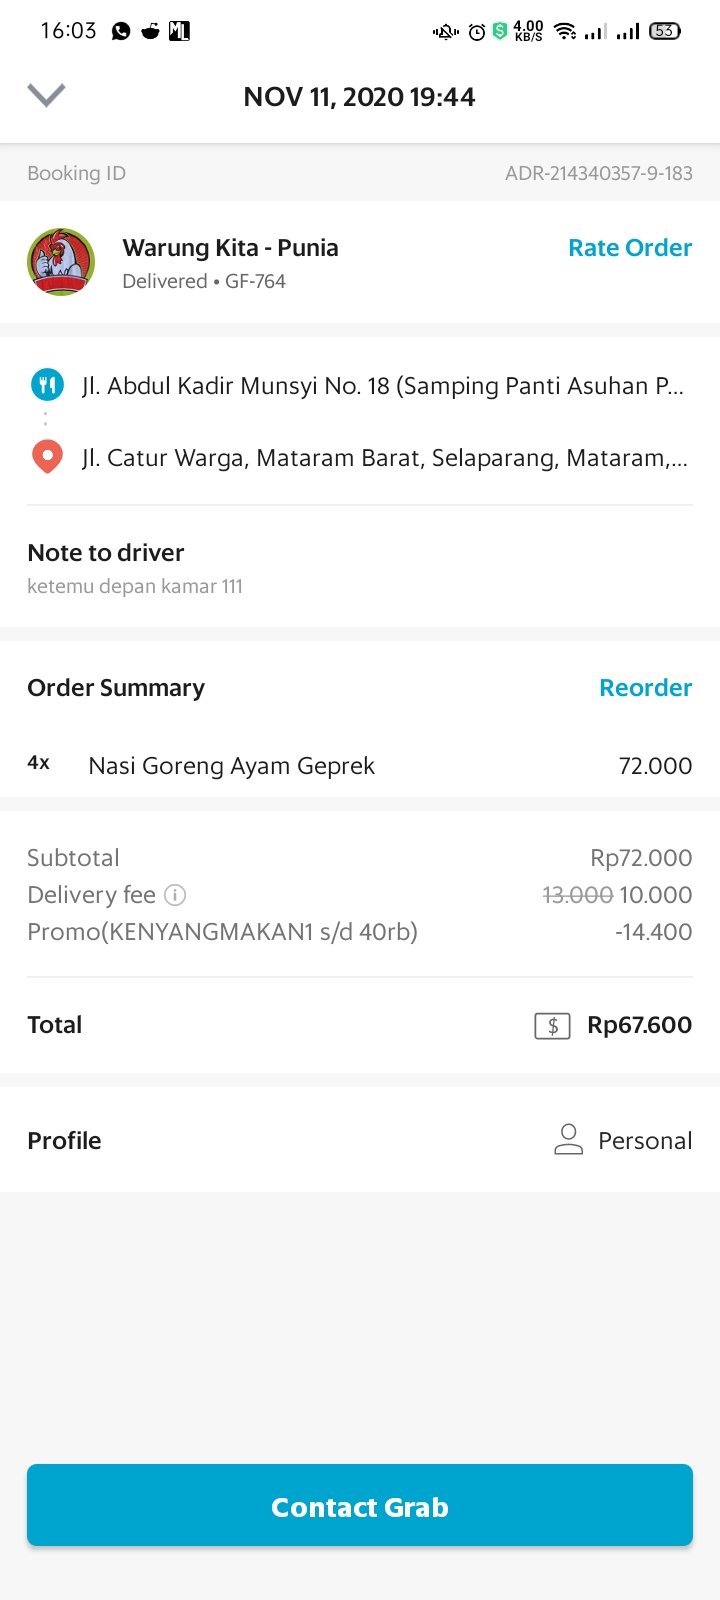 16:03 ML 4.00 KB/S 53
NOV 11, 2020 19:44
Booking ID ADR-214340357-9-183
Warung Kita - Punia Rate Order
Delivered • GF-764
Jl. Abdul Kadir Munsyi No. 18 (Samping Panti Asuhan P...
Jl. Catur Warga, Mataram Barat, Selaparang, Mataram,...
Note to driver
ketemu depan kamar 111
Order Summary Reorder
4x Nasi Goreng Ayam Geprek 72.000
Subtotal Rp72.000
Delivery fee 13.000 10.000
Promo(KENYANGMAKAN1 s/d 40rb) -14.400
Total $ Rp67.600
Profile Personal
Contact Grab